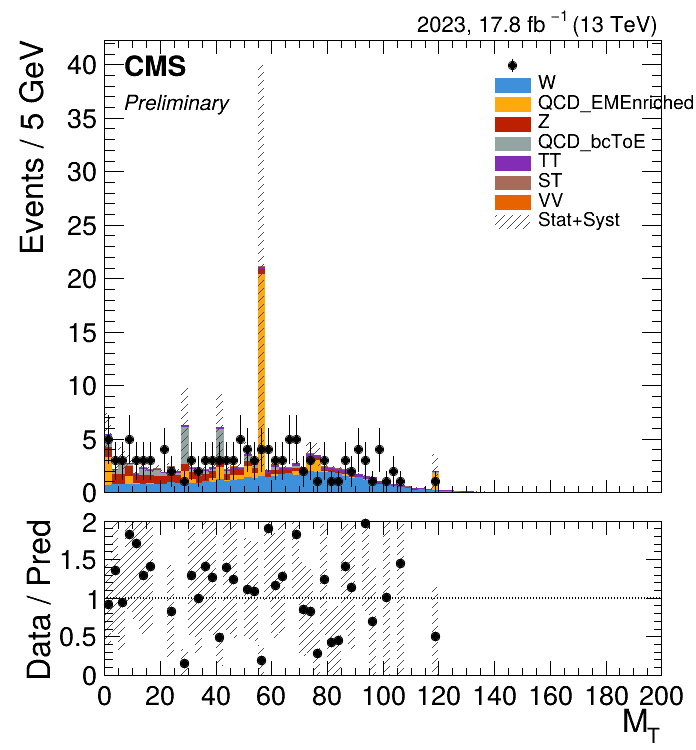 2023, 17.8 fb⁻¹ (13 TeV)
CMS
Preliminary
Events / 5 GeV
40
35
30
25
20
15
10
5
0
W
QCD_EMEnriched
Z
QCD_bcToE
TT
ST
VV
Stat+Syst
Data / Pred
2
1.5
1
0.5
0
0 20 40 60 80 100 120 140 160 180 200
M_T